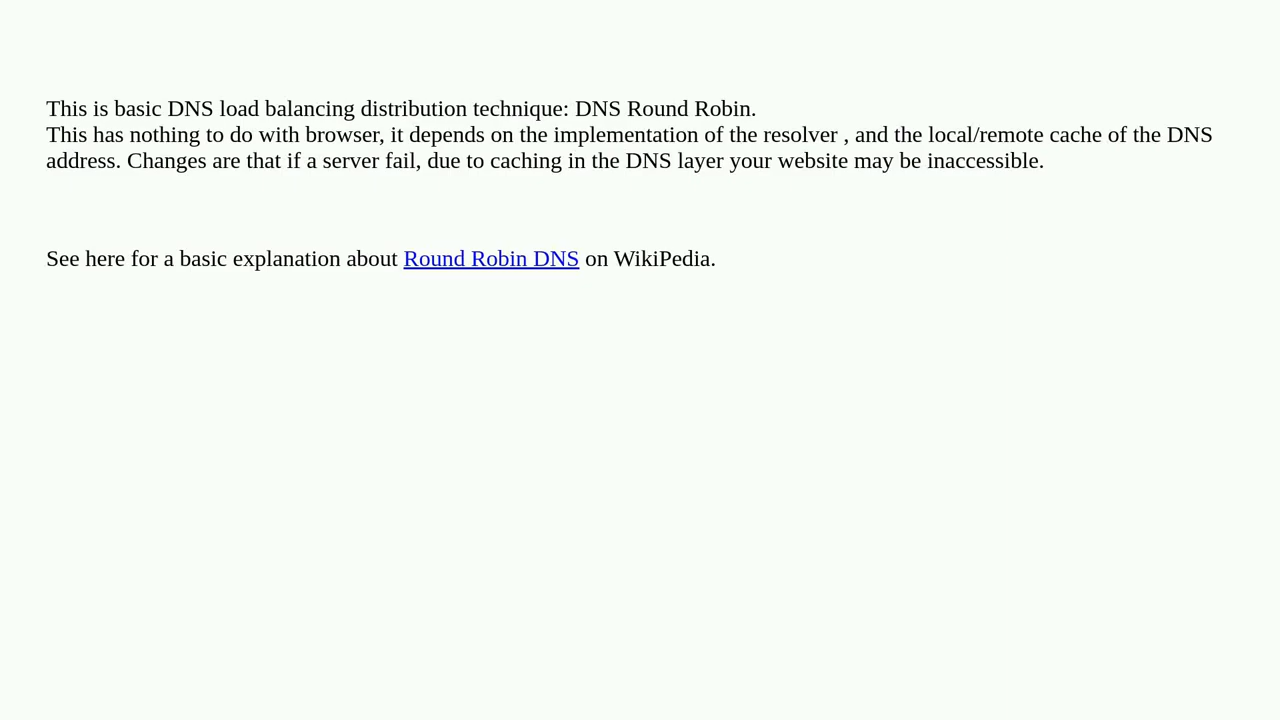 This is basic DNS load balancing distribution technique: DNS Round Robin.
This has nothing to do with browser, it depends on the implementation of the resolver , and the local/remote cache of the DNS
address. Changes are that if a server fail, due to caching in the DNS layer your website may be inaccessible.
See here for a basic explanation about Round Robin DNS on WikiPedia.